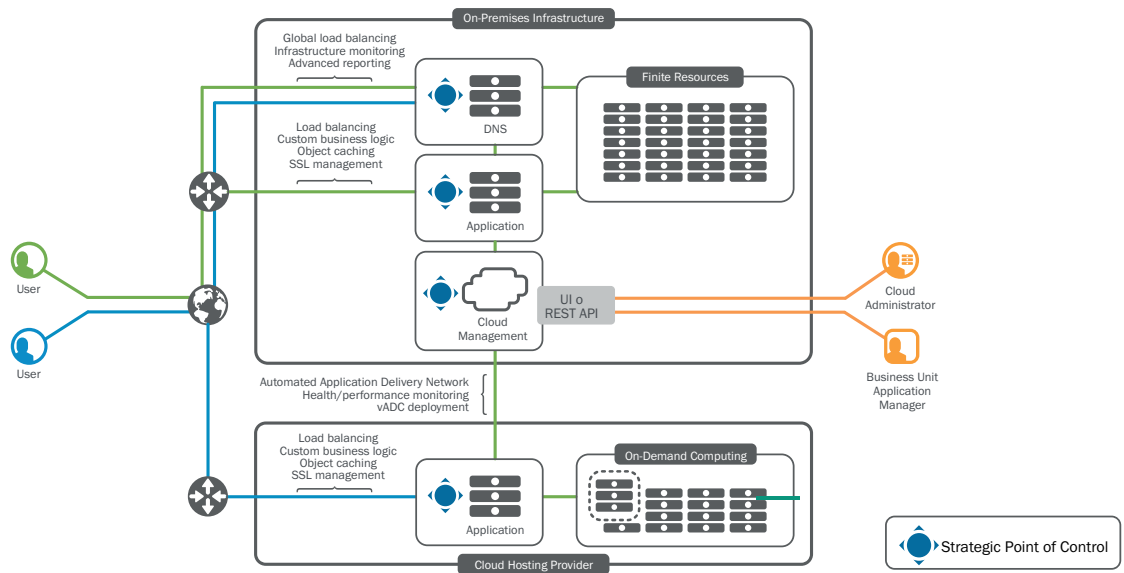 On-Premises Infrastructure
Global load balancing
Infrastructure monitoring
Advanced reporting
DNS
Finite Resources
Load balancing
Custom business logic
Object caching
SSL management
Application
User
User
Cloud
Management
UI o
REST API
Cloud
Administrator
Business Unit
Application
Manager
Automated Application Delivery Network
Health/performance monitoring
vADC deployment
Load balancing
Custom business logic
Object caching
SSL management
Application
On-Demand Computing
Cloud Hosting Provider
Strategic Point of Control